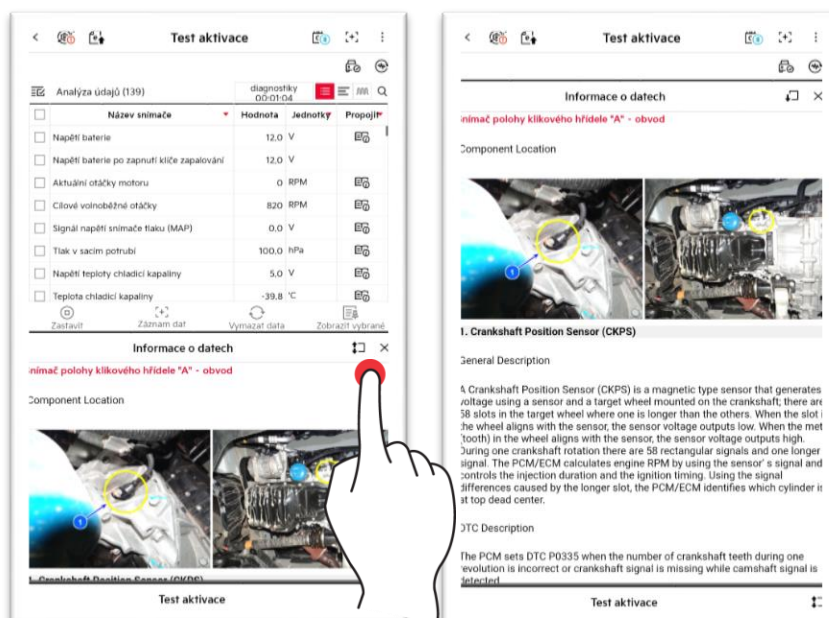 Test aktivace
Analýza údajů (139)
diagnostiky
00:01:04
Název snímače Hodnota Jednotky Propojit
Napětí baterie 12,0 V
Napětí baterie po zapnutí klíče zapalování 12,0 V
Aktuální otáčky motoru 0 RPM
Cílové volnoběžné otáčky 820 RPM
Signál napětí snímače tlaku (MAP) 0,0 V
Tlak v sacím potrubí 100,0 hPa
Napětí teploty chladicí kapaliny 5,0 V
Teplota chladicí kapaliny -39,8 °C
Zastavit Záznam dat Vymazat data Zobrazit vybrané
Informace o datech
snímač polohy klikového hřídele "A" - obvod
Component Location
1
1. Crankshaft Position Sensor (CKPS)
Test aktivace
Test aktivace
Informace o datech
snímač polohy klikového hřídele "A" - obvod
Component Location
1
1. Crankshaft Position Sensor (CKPS)
General Description
A Crankshaft Position Sensor (CKPS) is a magnetic type sensor that generates
voltage using a sensor and a target wheel mounted on the crankshaft; there are
58 slots in the target wheel where one is longer than the others. When the slot i
the wheel aligns with the sensor, the sensor voltage outputs low. When the met
(tooth) in the wheel aligns with the sensor, the sensor voltage outputs high.
During one crankshaft rotation there are 58 rectangular signals and one longer
signal. The PCM/ECM calculates engine RPM by using the sensor' s signal and
controls the injection duration and the ignition timing. Using the signal
differences caused by the longer slot, the PCM/ECM identifies which cylinder is
at top dead center.
DTC Description
The PCM sets DTC P0335 when the number of crankshaft teeth during one
revolution is incorrect or crankshaft signal is missing while camshaft signal is
detected
Test aktivace